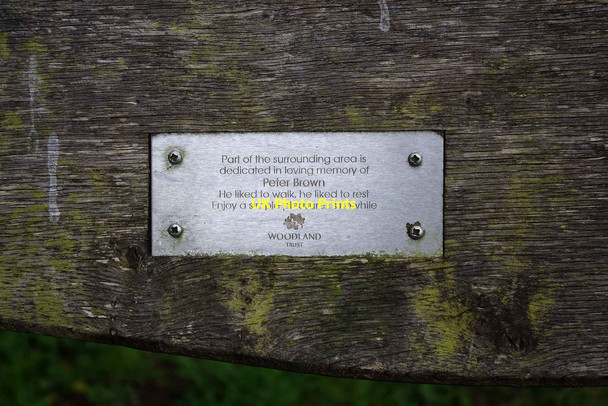 Part of the surrounding area is
dedicated in loving memory of
Peter Brown
He liked to walk, he liked to rest
Enjoy a while
UK Photo Prints
WOODLAND
TRUST